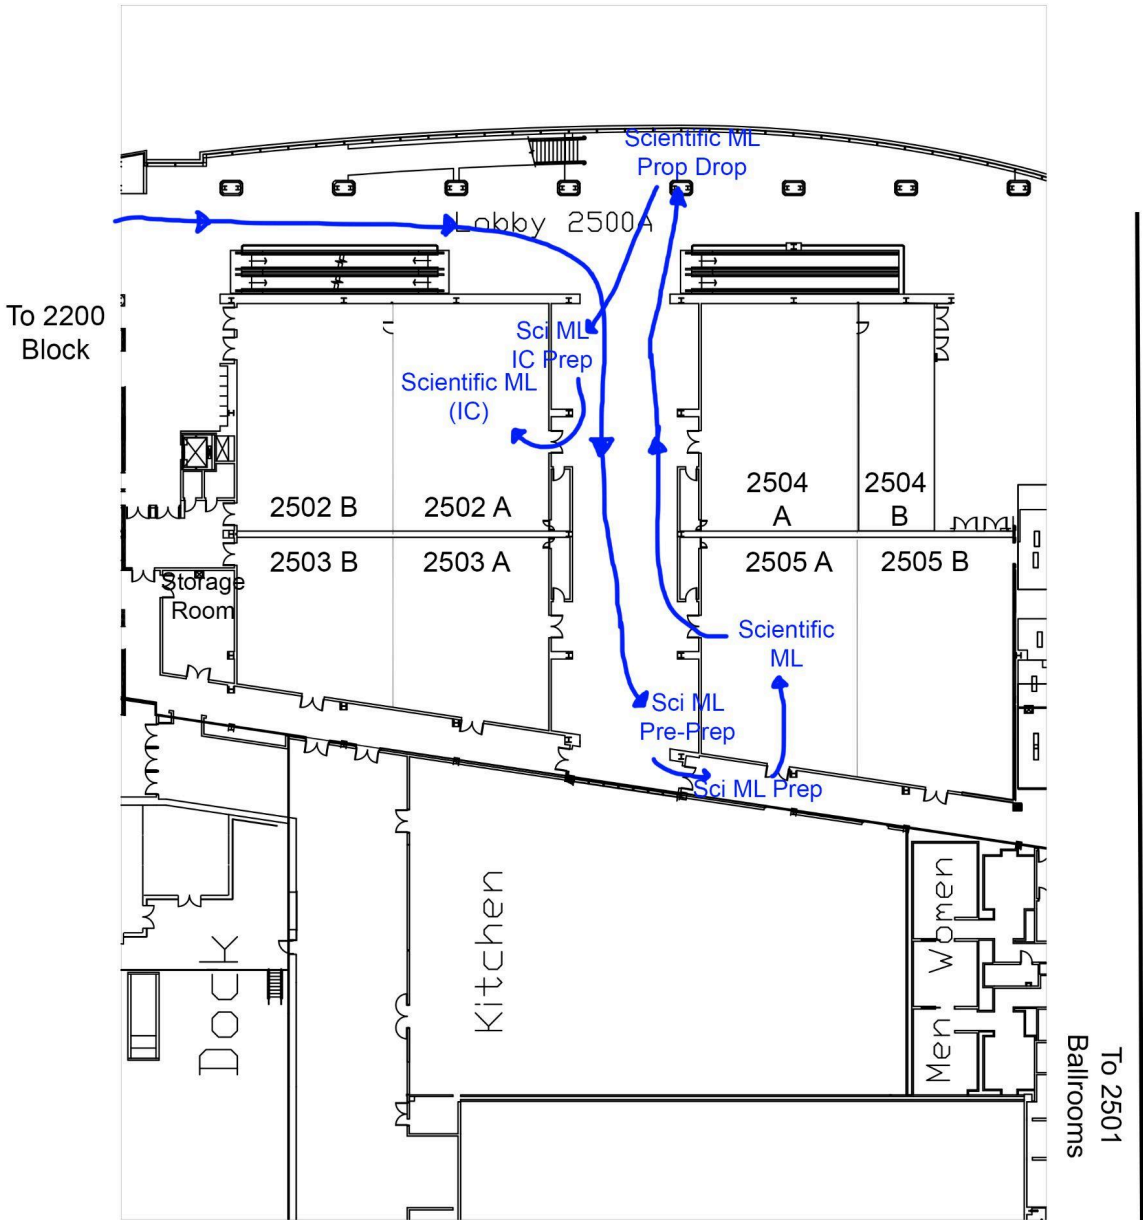 Scientific ML
Prop Drop
Lobby 2500A
To 2200
Block
Sci ML
IC Prep
Scientific ML
(IC)
2502 B
2502 A
2504
A
2504
B
2503 B
2503 A
2505 A
2505 B
Storage
Room
Scientific
ML
Sci ML
Pre-Prep
Sci ML Prep
Kitchen
Dock
Women
Men
To 2501
Ballrooms